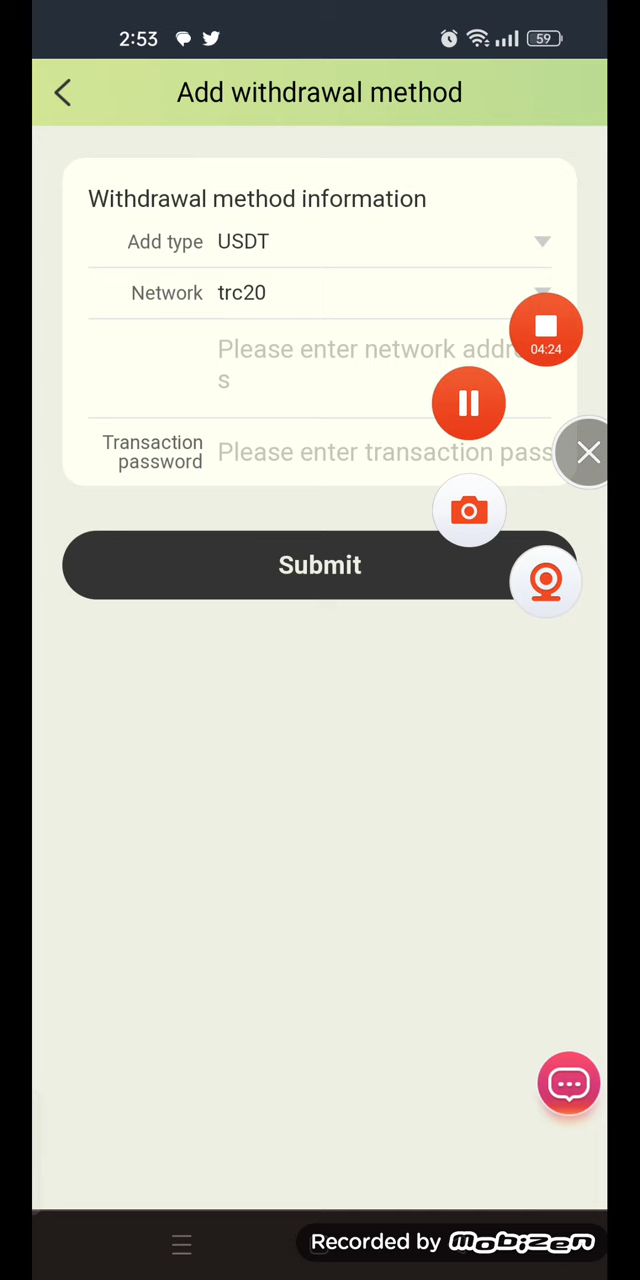 2:53
59
Add withdrawal method
Withdrawal method information
Add type USDT
Network trc20
04:24
Please enter network addr
s
Transaction
password
Please enter transaction pass
Submit
Recorded by mobizen